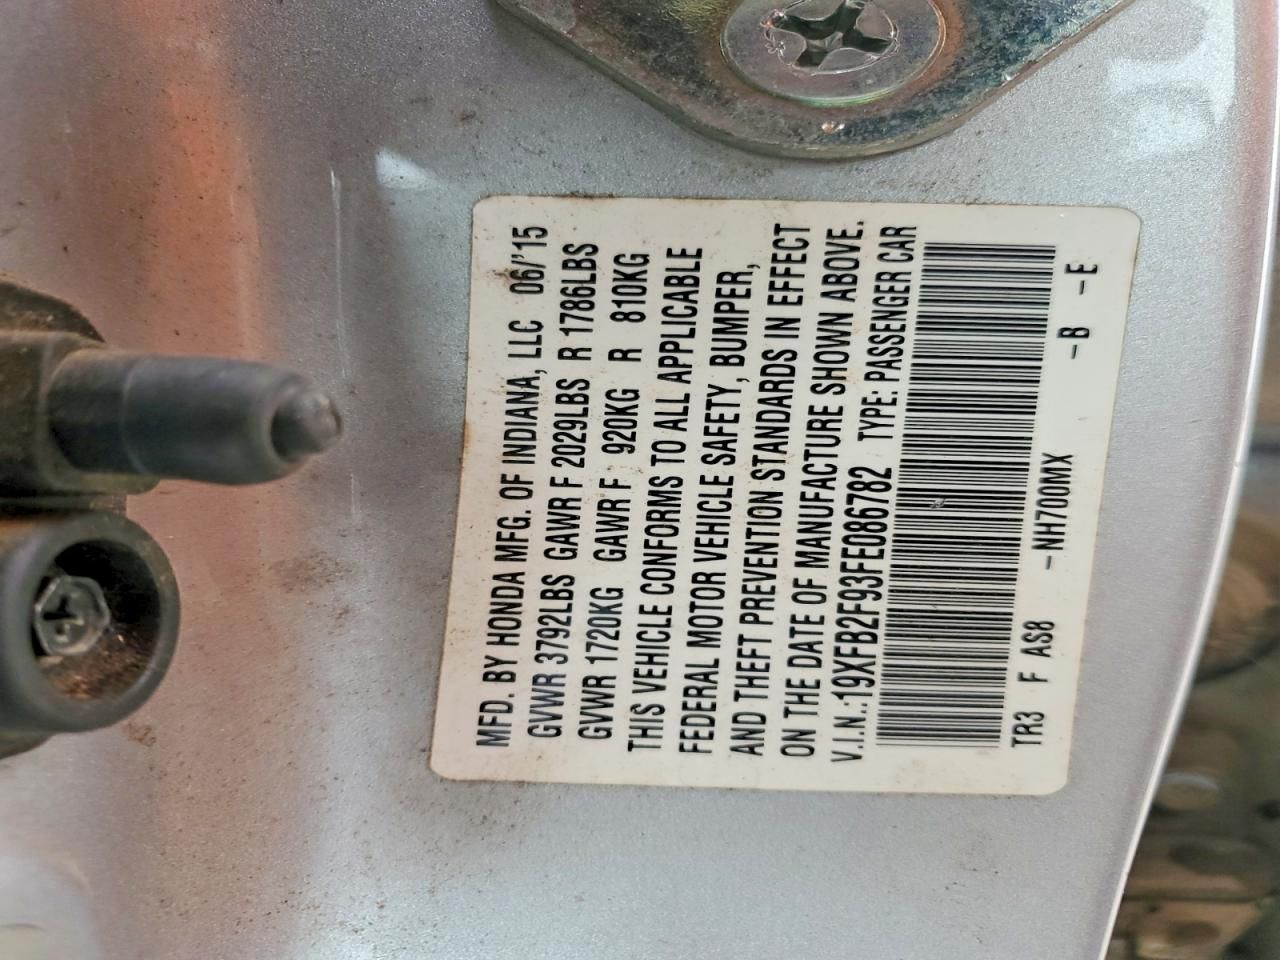 MFD. BY HONDA MFG. OF INDIANA, LLC 06/'15
GVWR 3792LBS GAWR F 2029LBS R 1786LBS
GVWR 1720KG GAWR F 920KG R 810KG
THIS VEHICLE CONFORMS TO ALL APPLICABLE
FEDERAL MOTOR VEHICLE SAFETY, BUMPER,
AND THEFT PREVENTION STANDARDS IN EFFECT
ON THE DATE OF MANUFACTURE SHOWN ABOVE.
V.I.N.:19XFB2F93FE086782 TYPE: PASSENGER CAR
TR3 F AS8 -NH700MX -B -E